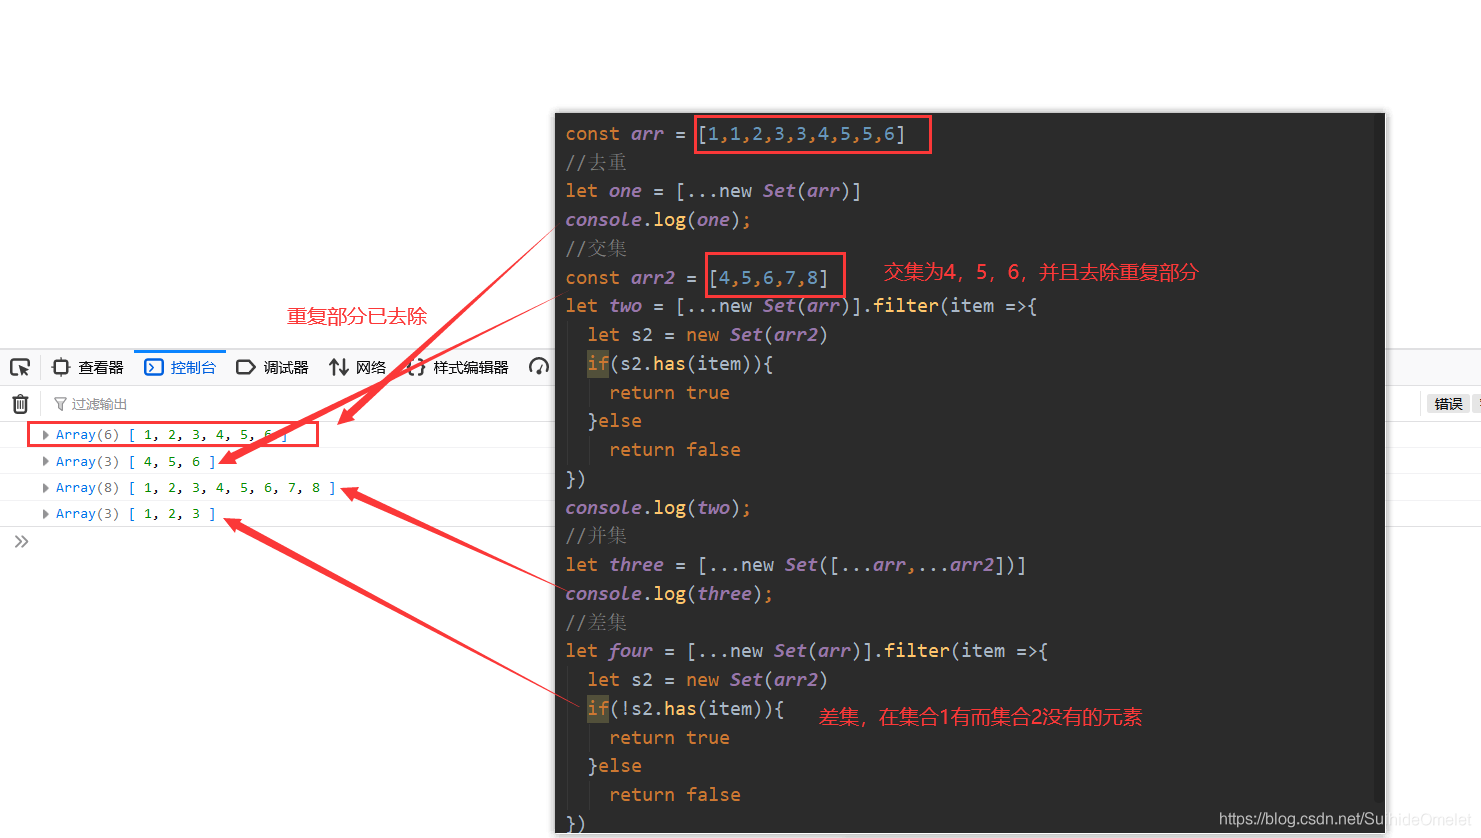 const arr = [1,1,2,3,3,4,5,5,6]
//去重
let one = [...new Set(arr)]
console.log(one);
//交集
const arr2 = [4,5,6,7,8]
交集为4，5，6，并且去除重复部分
let two = [...new Set(arr)].filter(item =>{
let s2 = new Set(arr2)
if(s2.has(item)){
return true
}else
return false
})
console.log(two);
//并集
let three = [...new Set([...arr,...arr2])]
console.log(three);
//差集
let four = [...new Set(arr)].filter(item =>{
let s2 = new Set(arr2)
if(!s2.has(item)){
差集，在集合1有而集合2没有的元素
return true
}else
return false
})
重复部分已去除
查看器 控制台 调试器 网络 {} 样式编辑器
过滤输出
错误
Array(6) [ 1, 2, 3, 4, 5, 6 ]
Array(3) [ 4, 5, 6 ]
Array(8) [ 1, 2, 3, 4, 5, 6, 7, 8 ]
Array(3) [ 1, 2, 3 ]
>>